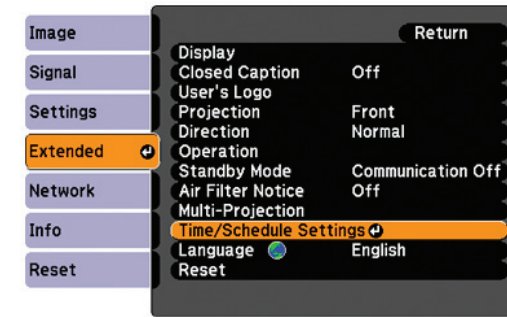 Image
Signal
Settings
Extended
Network
Info
Reset
Return
Display
Closed Caption Off
User's Logo
Projection Front
Direction Normal
Operation
Standby Mode Communication Off
Air Filter Notice Off
Multi-Projection
Time/Schedule Settings
Language English
Reset